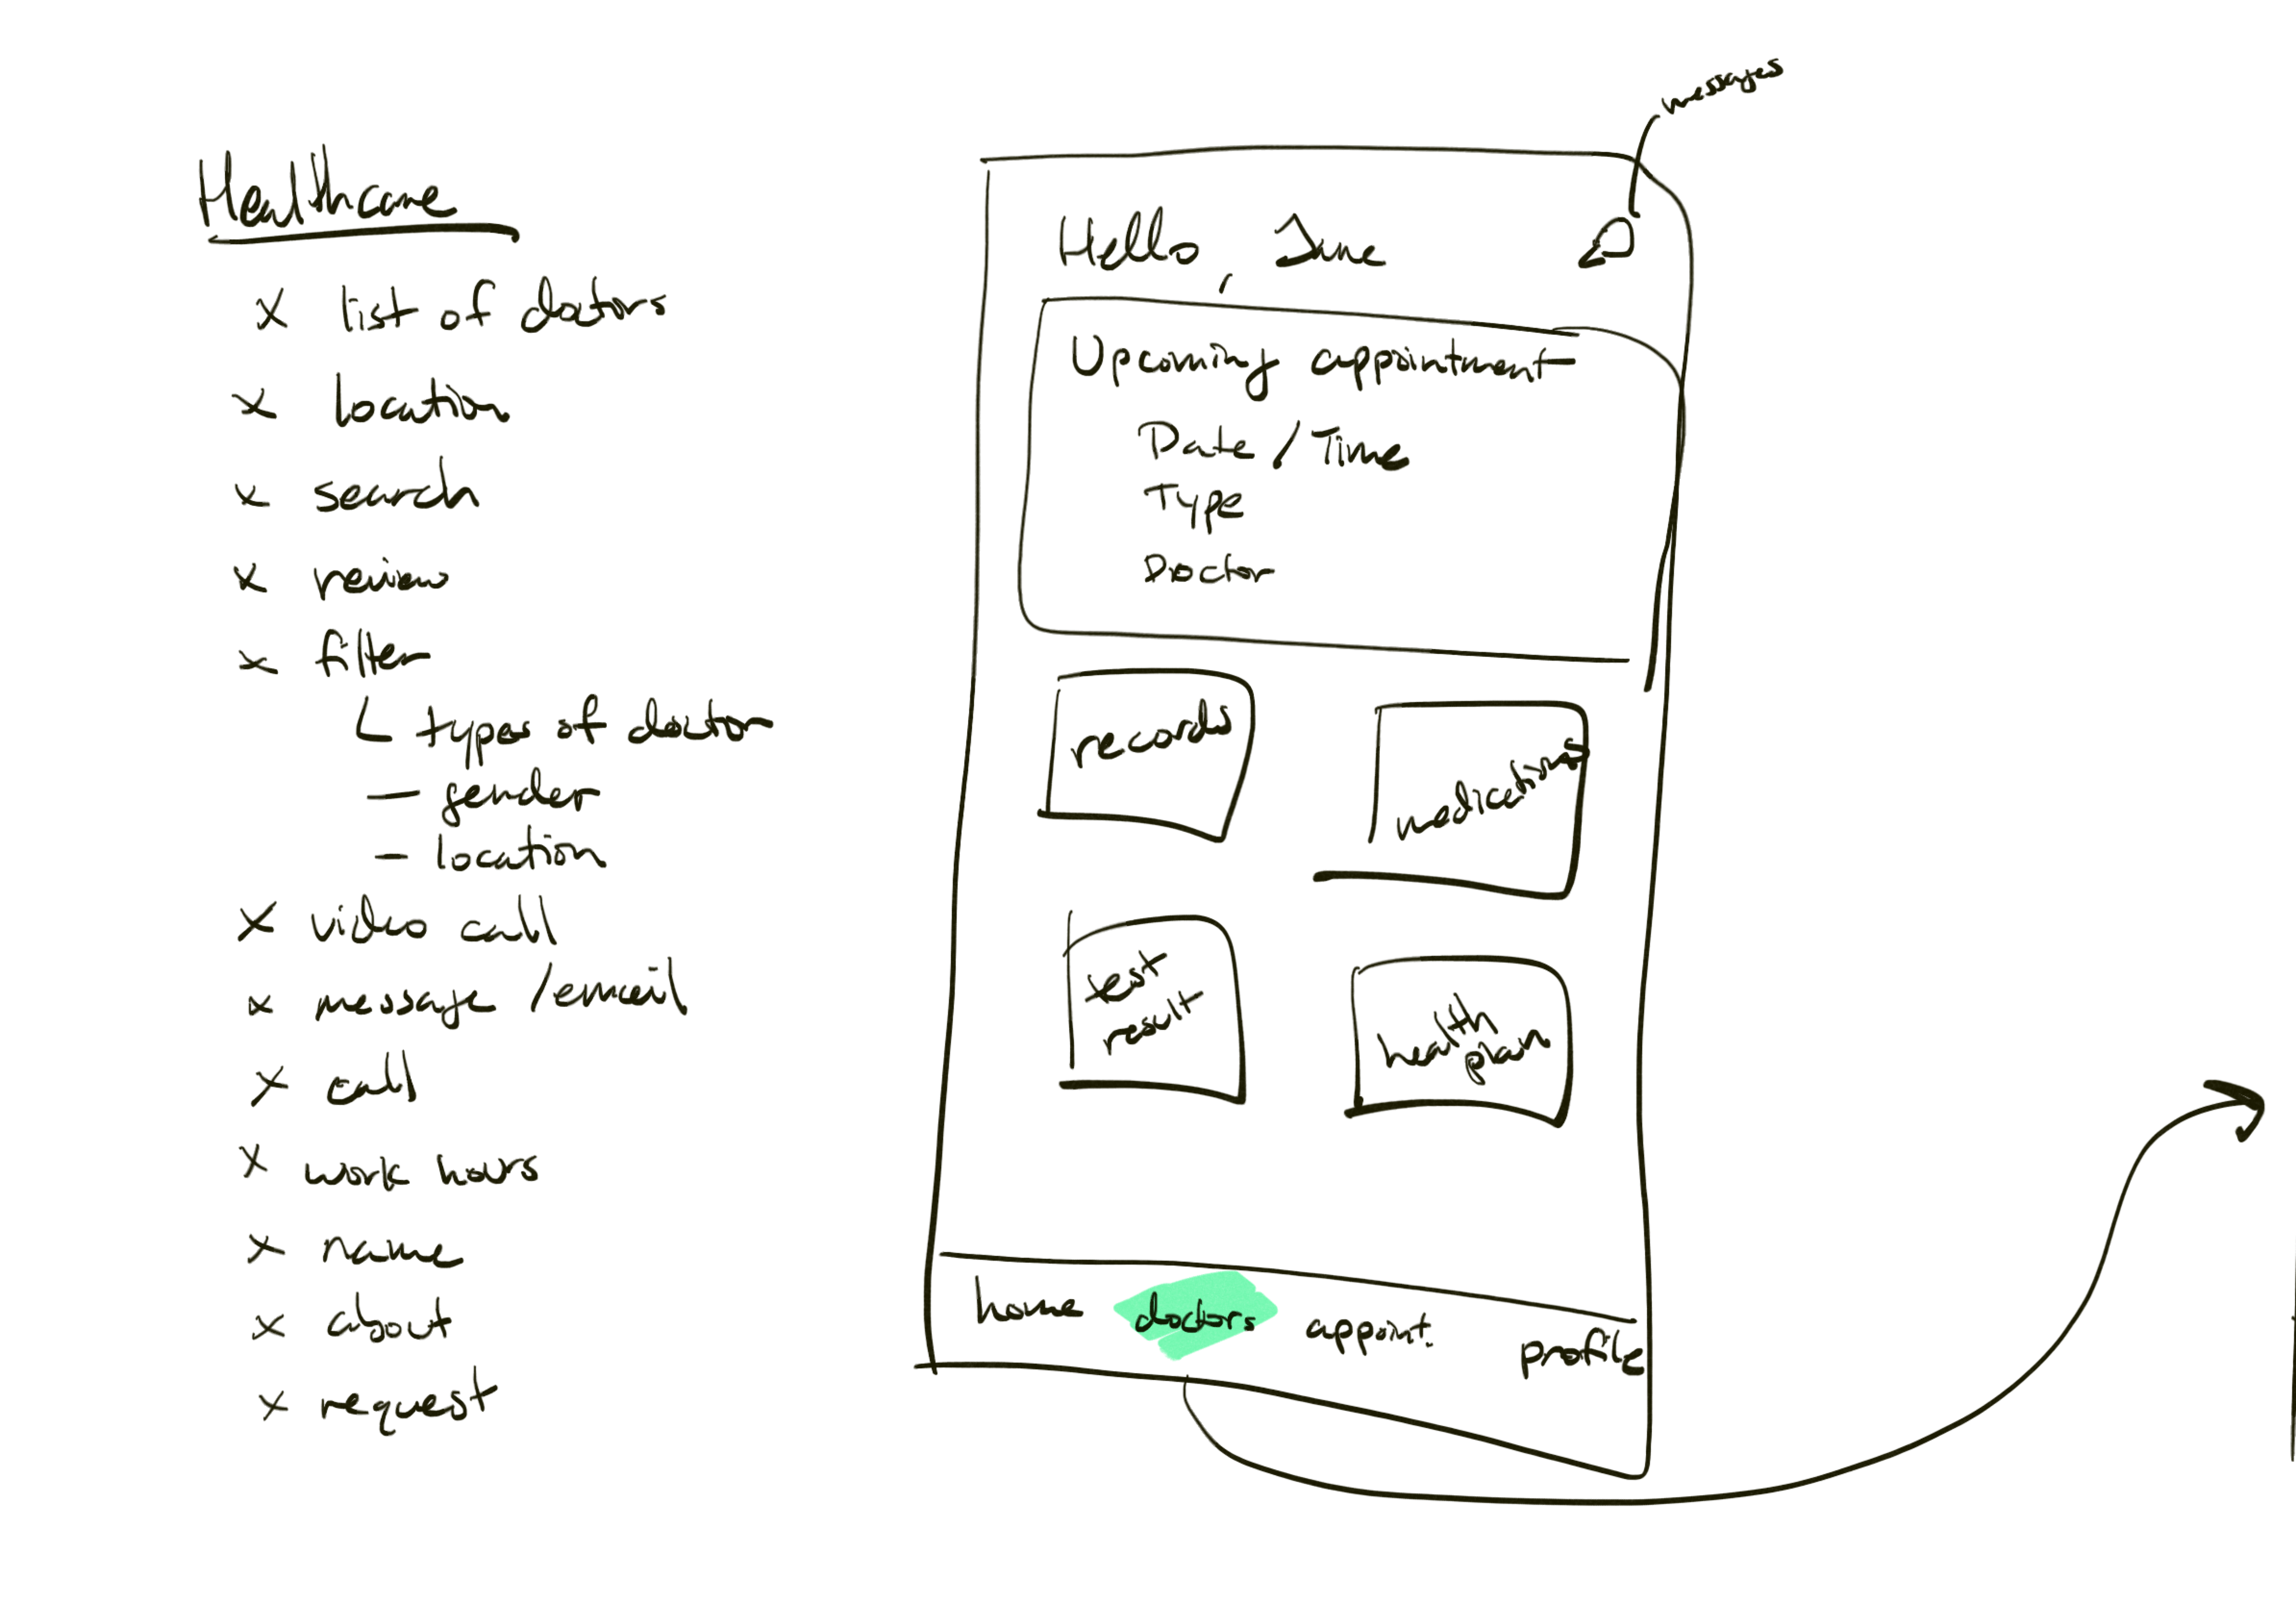 Healthcare
x list of doctors
x location
x search
x review
x filter
types of doctor
- gender
- location
x video call
x message /email
x call
x work hours
x name
x about
x request
messages
Hello, June
Upcoming appointment
Date / Time
Type
Doctor
records
medications
test
result
health
plan
home doctors appoint. profile